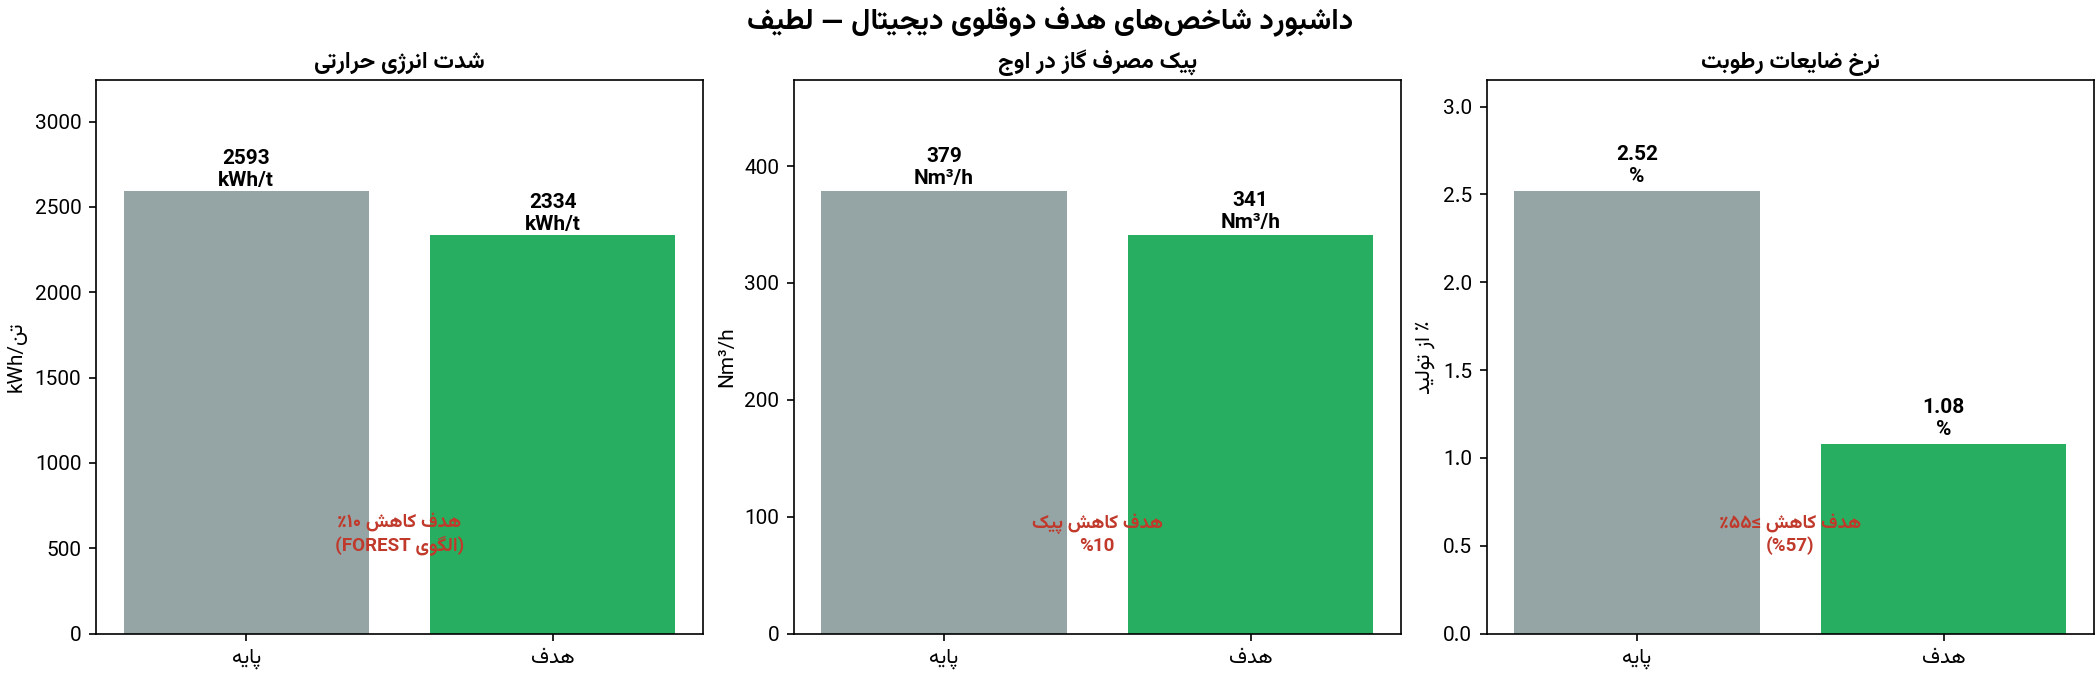 داشبورد شاخص‌های هدف دوقلوی دیجیتال — لطیف
شدت انرژی حرارتی
kWh/تن
3000
2500
2000
1500
1000
500
0
2593
kWh/t
2334
kWh/t
هدف کاهش ۱۰٪
(الگوی FOREST)
پایه
هدف
پیک مصرف گاز در اوج
Nm³/h
400
300
200
100
0
379
Nm³/h
341
Nm³/h
هدف کاهش پیک
%10
پایه
هدف
نرخ ضایعات رطوبت
٪ از تولید
3.0
2.5
2.0
1.5
1.0
0.5
0.0
2.52
%
1.08
%
هدف کاهش ≥۵۵٪
(%57)
پایه
هدف